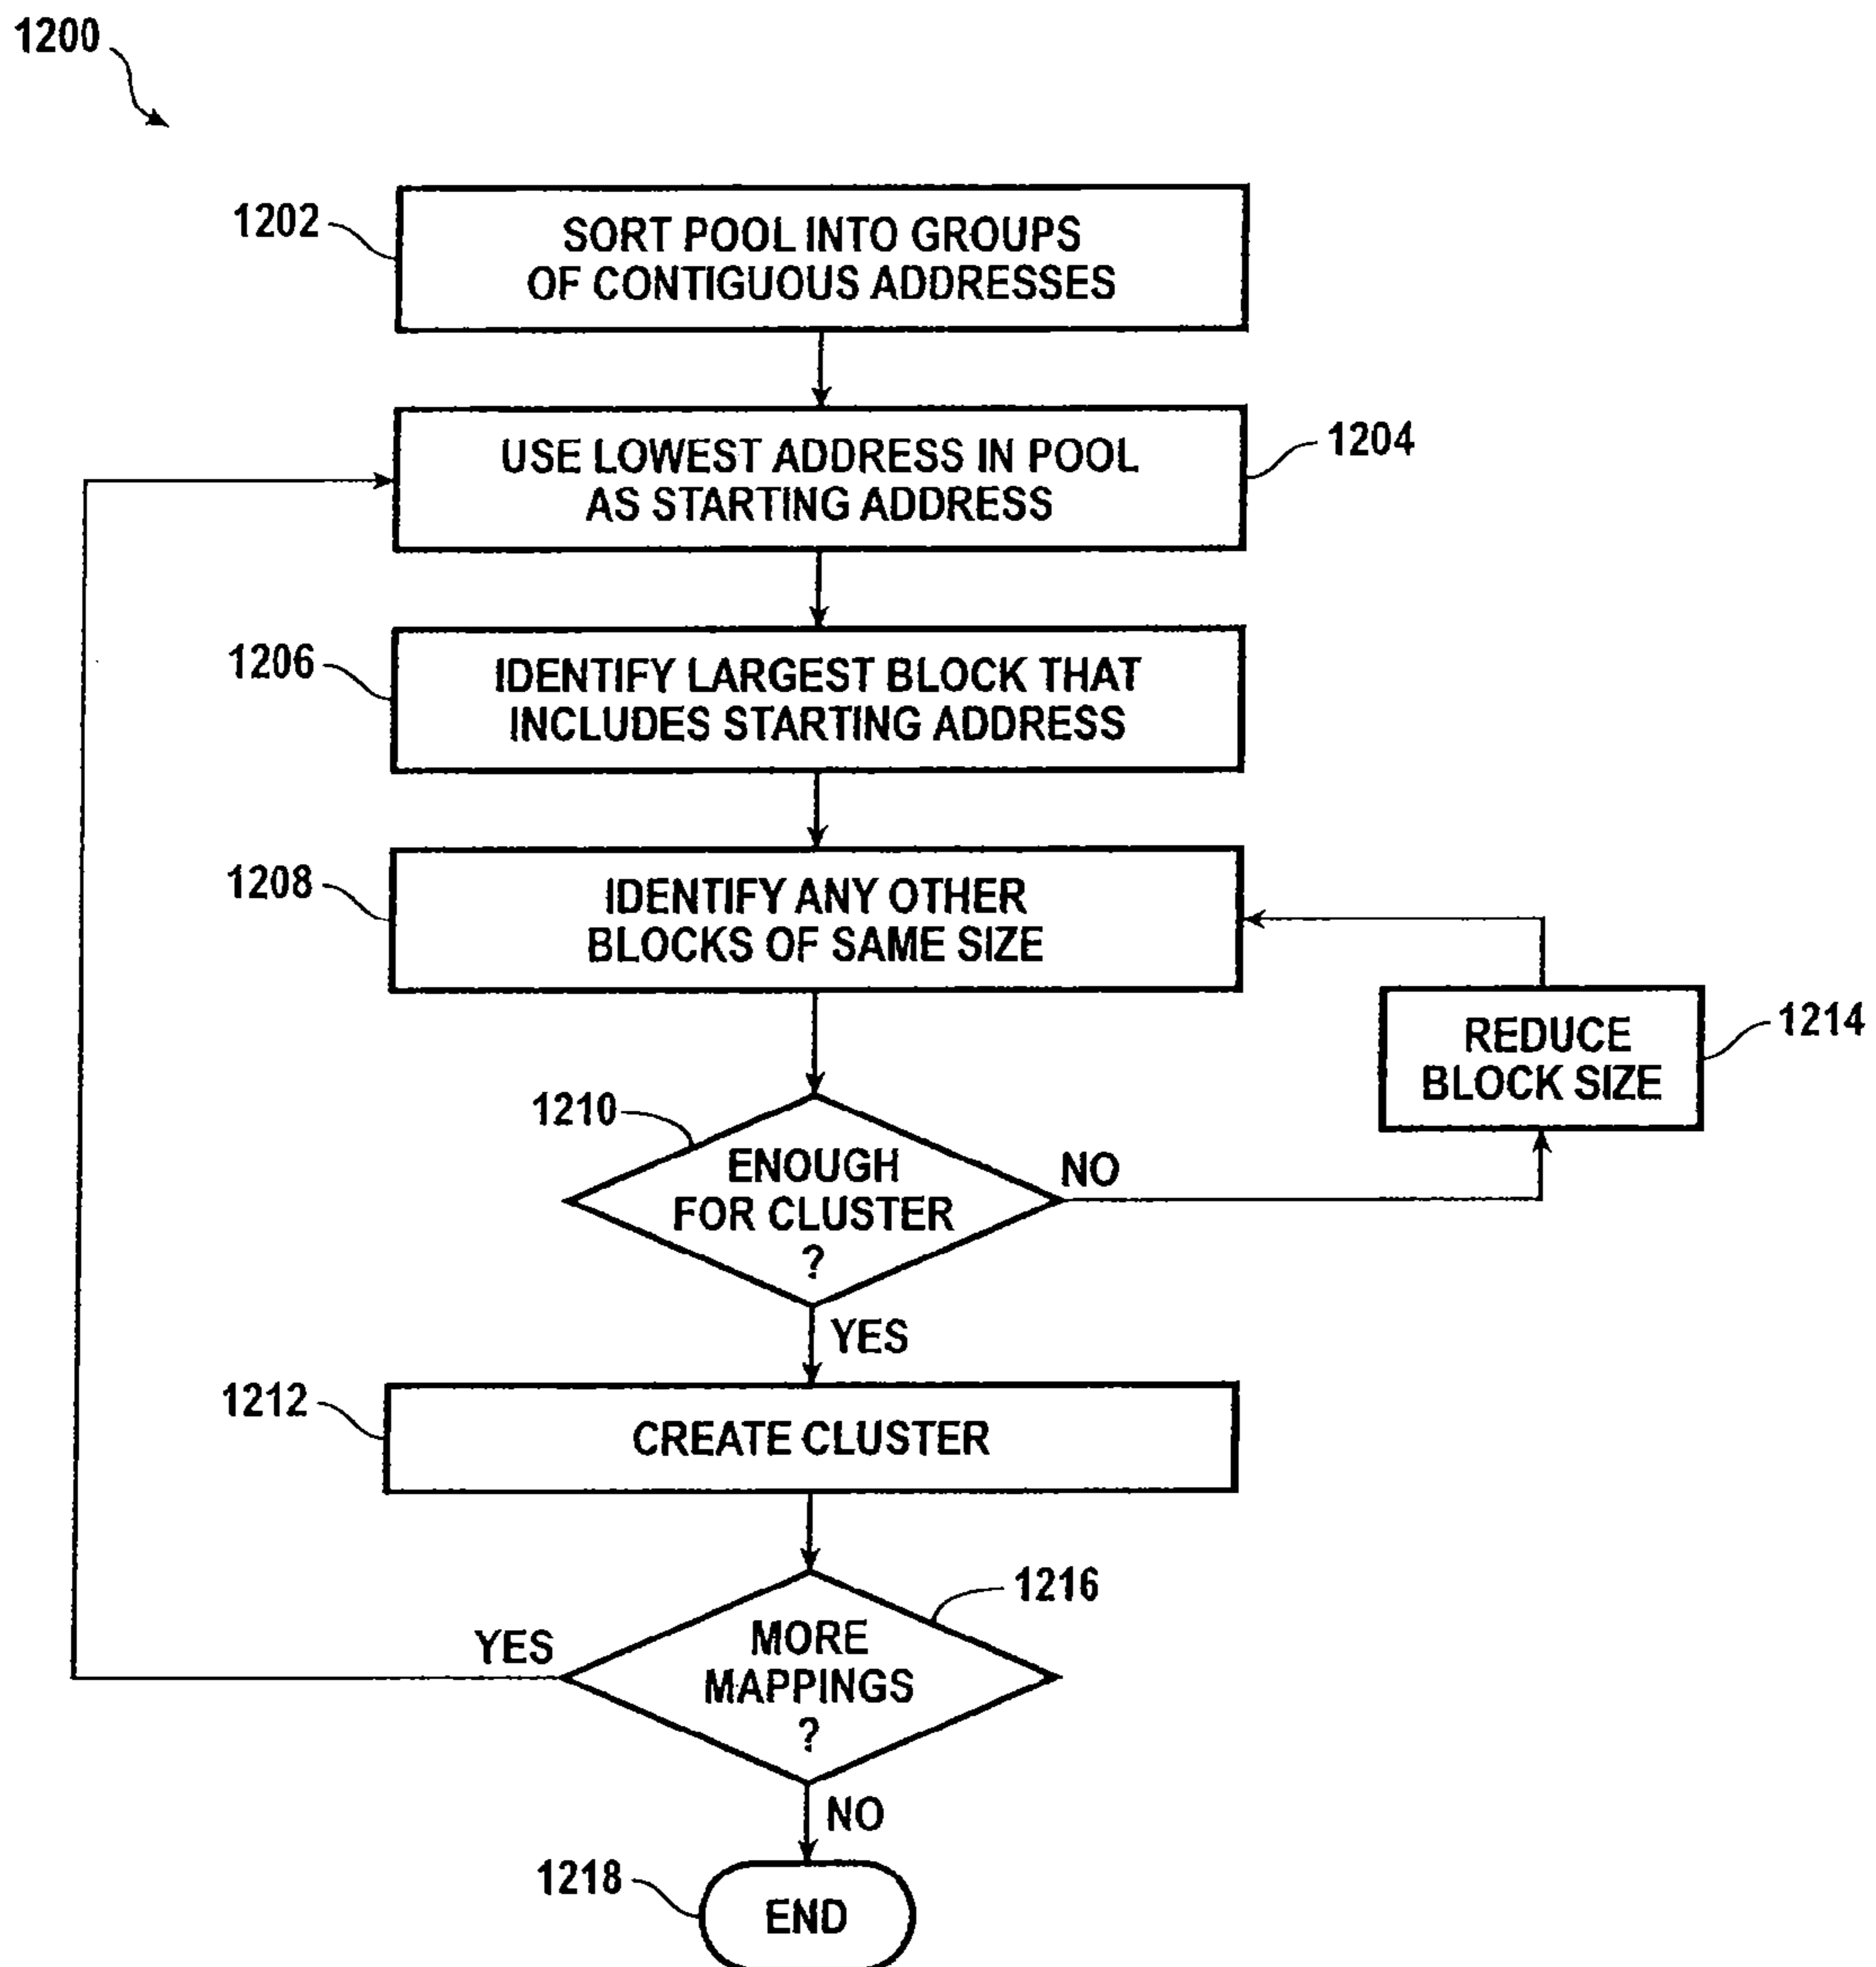 1200
1202
SORT POOL INTO GROUPS
OF CONTIGUOUS ADDRESSES
USE LOWEST ADDRESS IN POOL
AS STARTING ADDRESS
1204
1206
IDENTIFY LARGEST BLOCK THAT
INCLUDES STARTING ADDRESS
1208
IDENTIFY ANY OTHER
BLOCKS OF SAME SIZE
REDUCE
BLOCK SIZE
1214
1210
ENOUGH
FOR CLUSTER
?
NO
YES
1212
CREATE CLUSTER
1216
MORE
MAPPINGS
?
YES
NO
1218
END